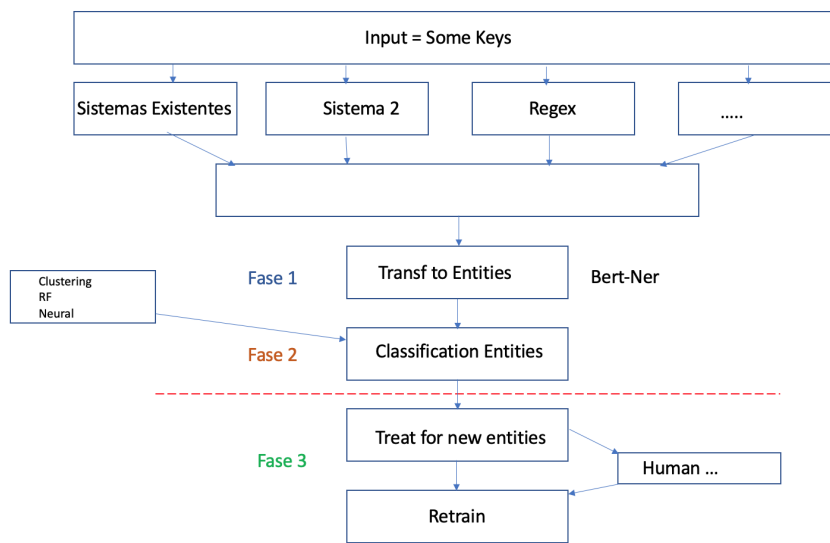 Input = Some Keys
Sistemas Existentes
Sistema 2
Regex
.....
Fase 1
Transf to Entities
Bert-Ner
Clustering
RF
Neural
Fase 2
Classification Entities
Treat for new entities
Fase 3
Human ...
Retrain